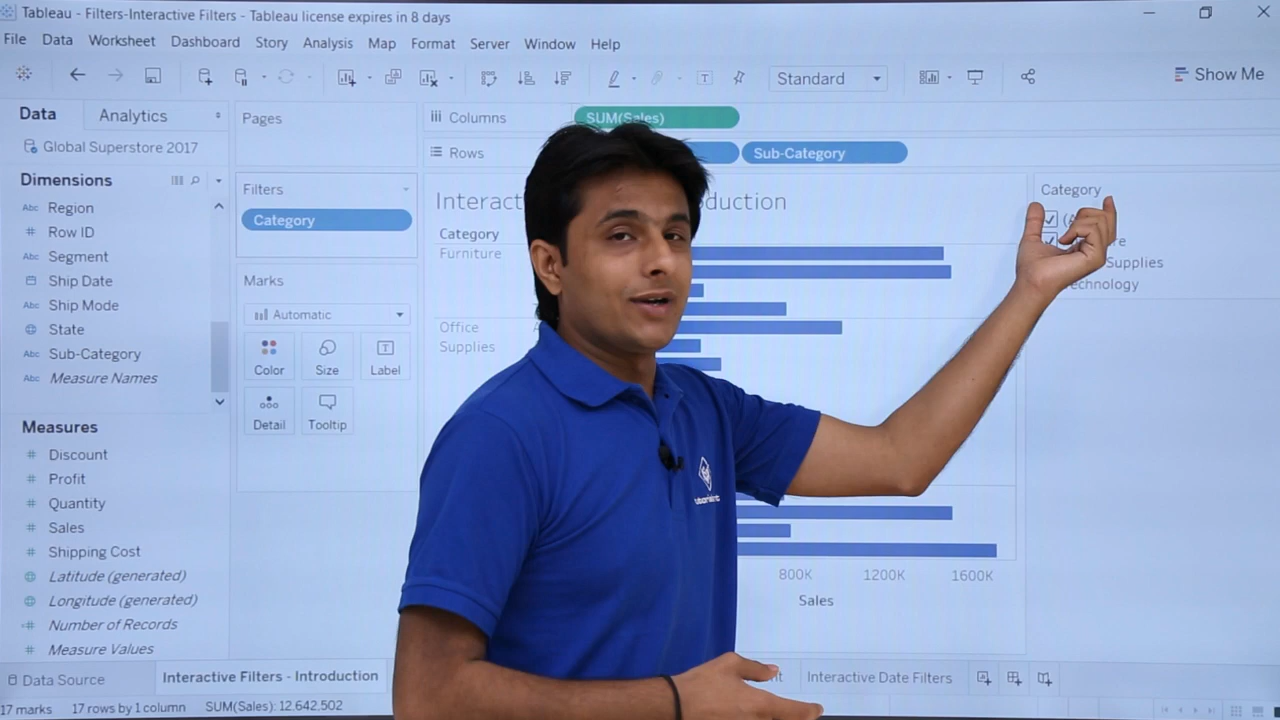 Tableau - Filters-Interactive Filters - Tableau license expires in 8 days
File Data Worksheet Dashboard Story Analysis Map Format Server Window Help
Standard
Show Me
Data Analytics
Global Superstore 2017
Dimensions
Abc Region
# Row ID
Abc Segment
Ship Date
Abc Ship Mode
State
Abc Sub-Category
Abc Measure Names
Measures
# Discount
# Profit
# Quantity
# Sales
# Shipping Cost
Latitude (generated)
Longitude (generated)
# Number of Records
# Measure Values
Pages
Filters
Category
Marks
Automatic
Color Size Label
Detail Tooltip
Columns SUM(Sales)
Rows Sub-Category
Category
Furniture
Office
Supplies
800K 1200K 1600K
Sales
Category
Supplies
Data Source Interactive Filters - Introduction Interactive Date Filters
17 marks 17 rows by 1 column SUM(Sales): 12.642,502